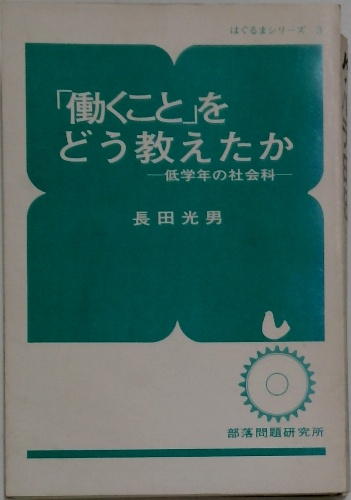 はぐるまシリーズ 3
「働くこと」を
どう教えたか
―低学年の社会科―
長田光男
部落問題研究所